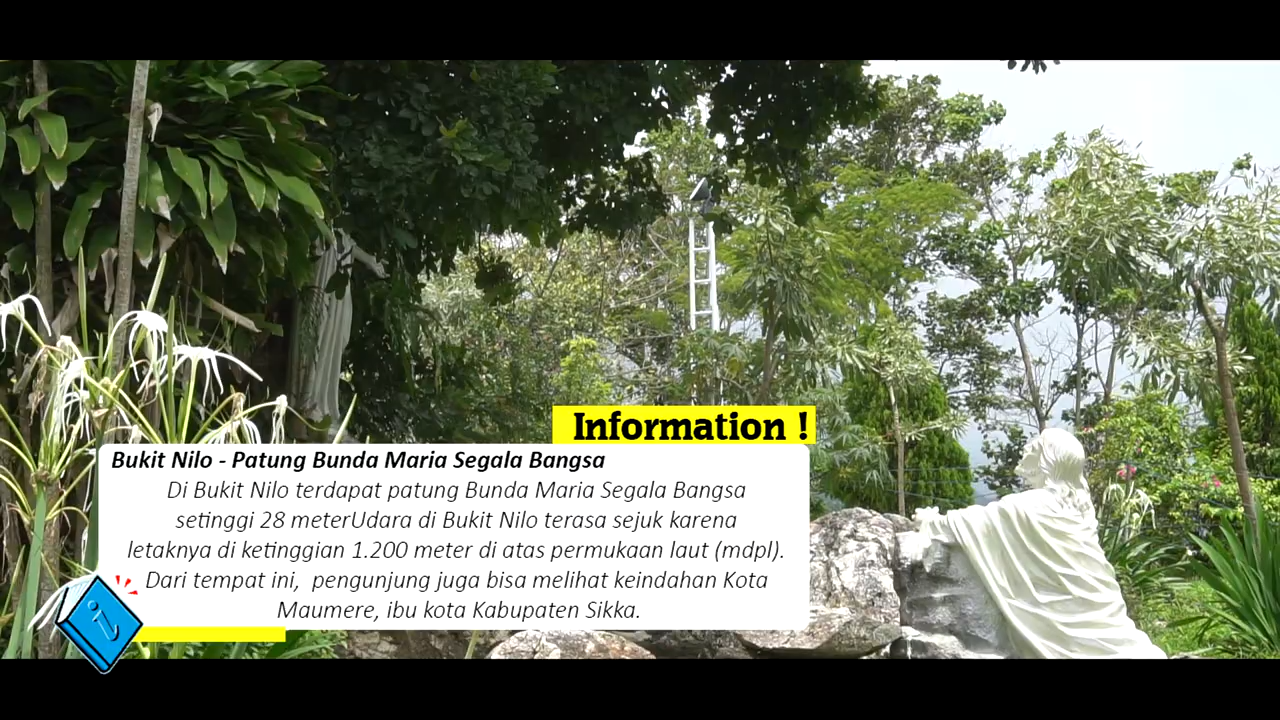 Information !
Bukit Nilo - Patung Bunda Maria Segala Bangsa
Di Bukit Nilo terdapat patung Bunda Maria Segala Bangsa
setinggi 28 meterUdara di Bukit Nilo terasa sejuk karena
letaknya di ketinggian 1.200 meter di atas permukaan laut (mdpl).
Dari tempat ini, pengunjung juga bisa melihat keindahan Kota
Maumere, ibu kota Kabupaten Sikka.
i